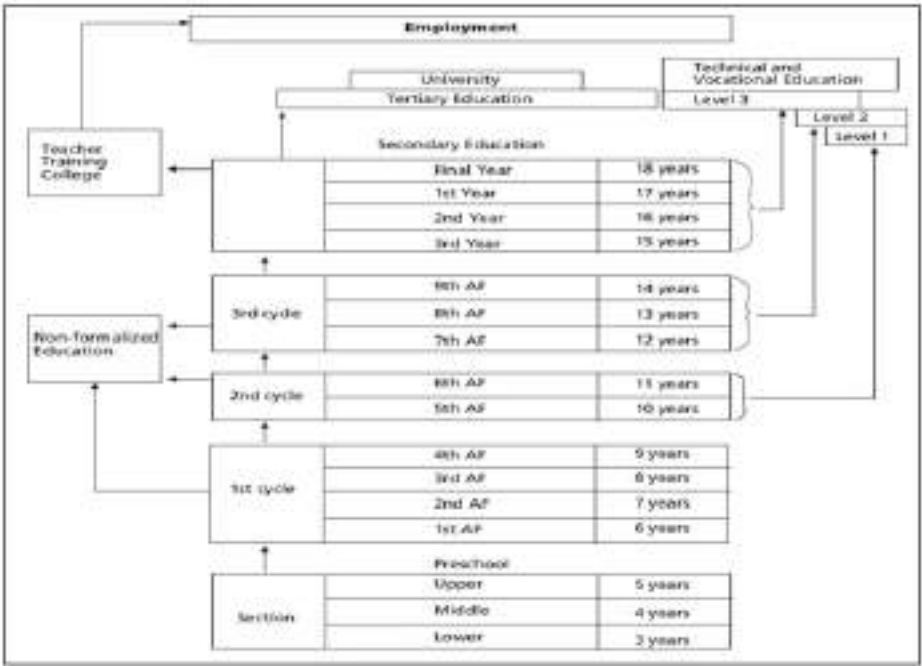 Employment
Technical and
Vocational Education
University
Tertiary Education
Level 3
Level 2
Level 1
Teacher
Training
College
Secondary Education
Final Year 18 years
1st Year 17 years
2nd Year 16 years
3rd Year 15 years
3rd cycle
9th AF 14 years
8th AF 13 years
7th AF 12 years
Non-formalized
Education
2nd cycle
6th AF 11 years
5th AF 10 years
1st cycle
4th AF 9 years
3rd AF 8 years
2nd AF 7 years
1st AF 6 years
Preschool
Section
Upper 5 years
Middle 4 years
Lower 3 years